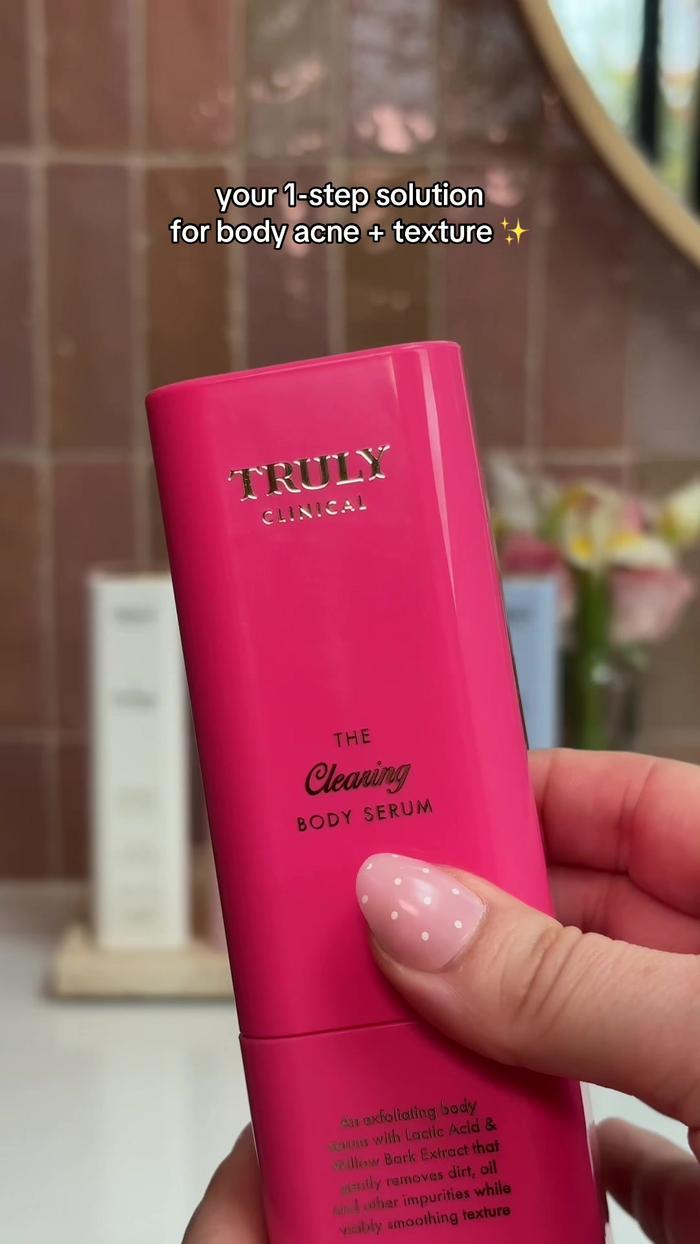 your 1-step solution
for body acne + texture ✨
TRULY
CLINICAL
THE
Clearing
BODY SERUM
An exfoliating body
serum with Lactic Acid &
Willow Bark Extract that
gently removes dirt, oil
and other impurities while
visibly smoothing texture